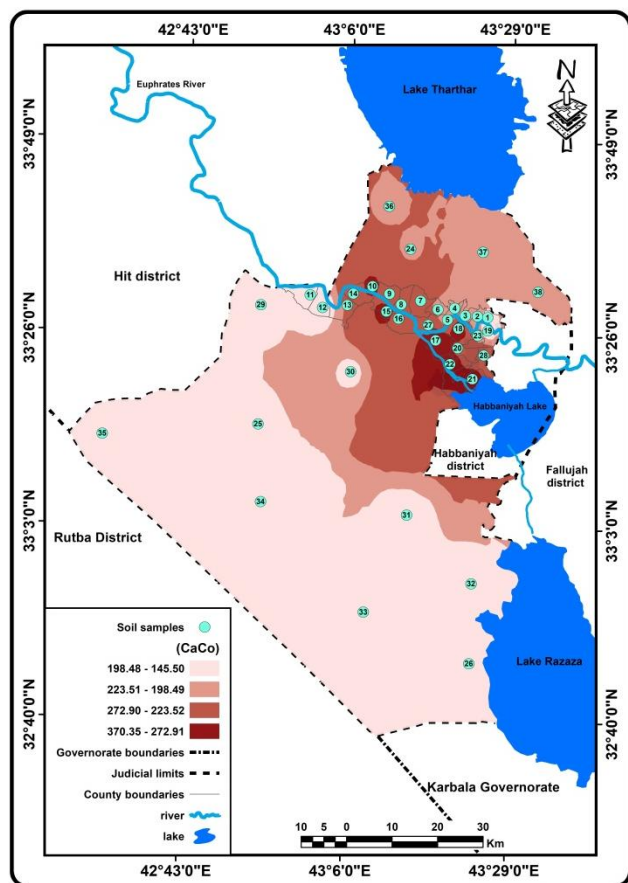 42°43'0"E
43°6'0"E
43°29'0"E
Euphrates River
Lake Tharthar
N
33°49'0"N
33°49'0"N
36
24
37
Hit district
38
29
11
12
13
14
10
9
15
8
16
7
27
6
5
4
3
2
1
19
18
23
17
20
28
22
21
33°26'0"N
33°26'0"N
30
Habbaniyah Lake
25
35
Habbaniyah
district
Fallujah
district
34
31
33°3'0"N
33°3'0"N
Rutba District
32
33
26
Lake Razaza
Soil samples
(CaCo)
198.48 - 145.50
223.51 - 198.49
272.90 - 223.52
370.35 - 272.91
Governorate boundaries
Judicial limits
County boundaries
river
lake
32°40'0"N
32°40'0"N
Karbala Governorate
10 5 0 10 20 30
Km
42°43'0"E
43°6'0"E
43°29'0"E